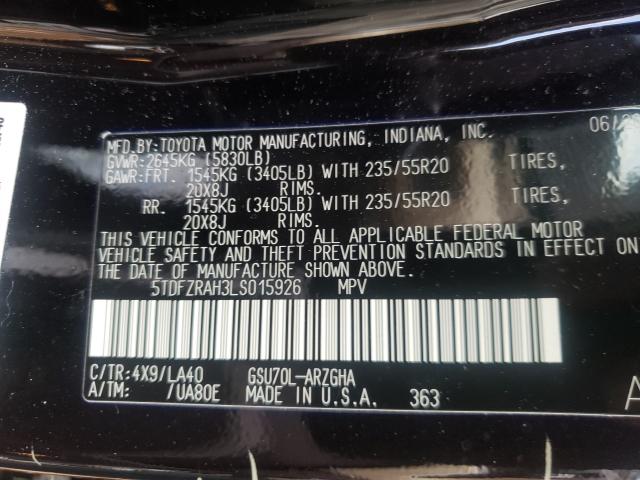 MFD.BY:TOYOTA MOTOR MANUFACTURING, INDIANA, INC. 06/
GVWR:2645KG (5830LB)
GAWR:FRT. 1545KG (3405LB) WITH 235/55R20 TIRES,
20X8J RIMS.
RR. 1545KG (3405LB) WITH 235/55R20 TIRES,
20X8J RIMS.
THIS VEHICLE CONFORMS TO ALL APPLICABLE FEDERAL MOTOR
VEHICLE SAFETY AND THEFT PREVENTION STANDARDS IN EFFECT ON
THE DATE OF MANUFACTURE SHOWN ABOVE.
5TDFZRAH3LS015926 MPV
C/TR:4X9/LA40 GSU70L-ARZGHA
A/TM: /UA80E MADE IN U.S.A. 363